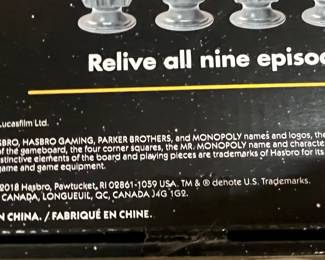 Relive all nine episo
Lucasfilm Ltd.
SBRO, HASBRO GAMING, PARKER BROTHERS, and MONOPOLY names and logos, the
of the gameboard, the four corner squares, the MR. MONOPOLY name and characte
stinctive elements of the board and playing pieces are trademarks of Hasbro for its
game and game equipment.
2018 Hasbro, Pawtucket, RI 02861-1059 USA. TM & ® denote U.S. Trademarks.
CANADA, LONGUEUIL, QC, CANADA J4G 1G2.
N CHINA. / FABRIQUÉ EN CHINE.